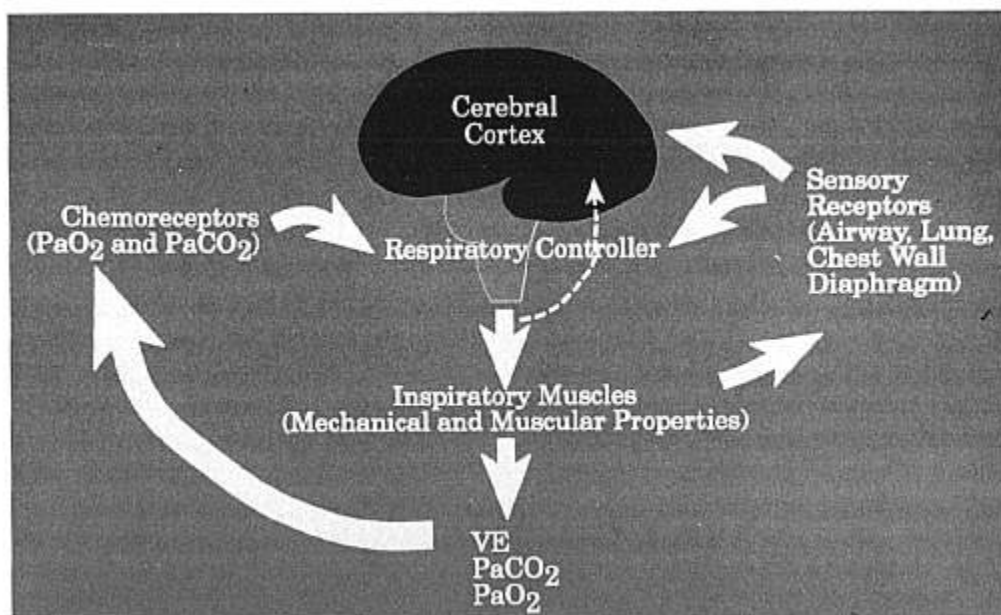 Cerebral
Cortex
Chemoreceptors
(PaO₂ and PaCO₂)
Respiratory Controller
Sensory
Receptors
(Airway, Lung,
Chest Wall
Diaphragm)
Inspiratory Muscles
(Mechanical and Muscular Properties)
VE
PaCO₂
PaO₂